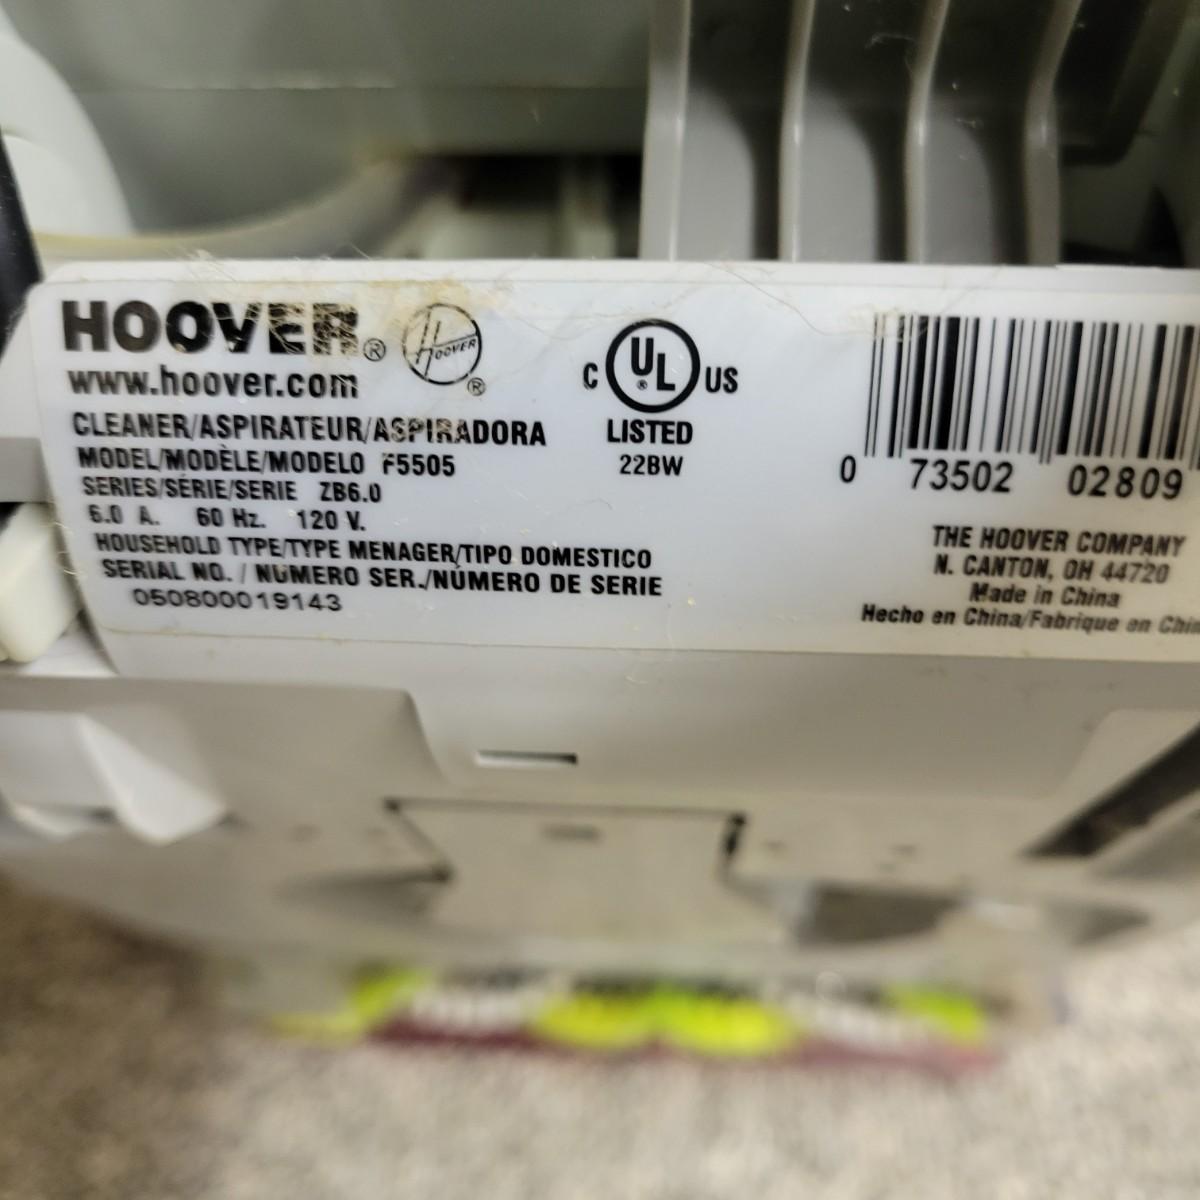 HOOVER®
Hoover ®
www.hoover.com
CLEANER/ASPIRATEUR/ASPIRADORA
MODEL/MODÈLE/MODELO F5505
SERIES/SÉRIE/SERIE ZB6.0
6.0 A. 60 Hz. 120 V.
HOUSEHOLD TYPE/TYPE MENAGER/TIPO DOMESTICO
SERIAL NO. / NUMERO SER./NÚMERO DE SERIE
050800019143
C UL® US
LISTED
22BW
0 73502 02809
THE HOOVER COMPANY
N. CANTON, OH 44720
Made in China
Hecho en China/Fabrique en Chin